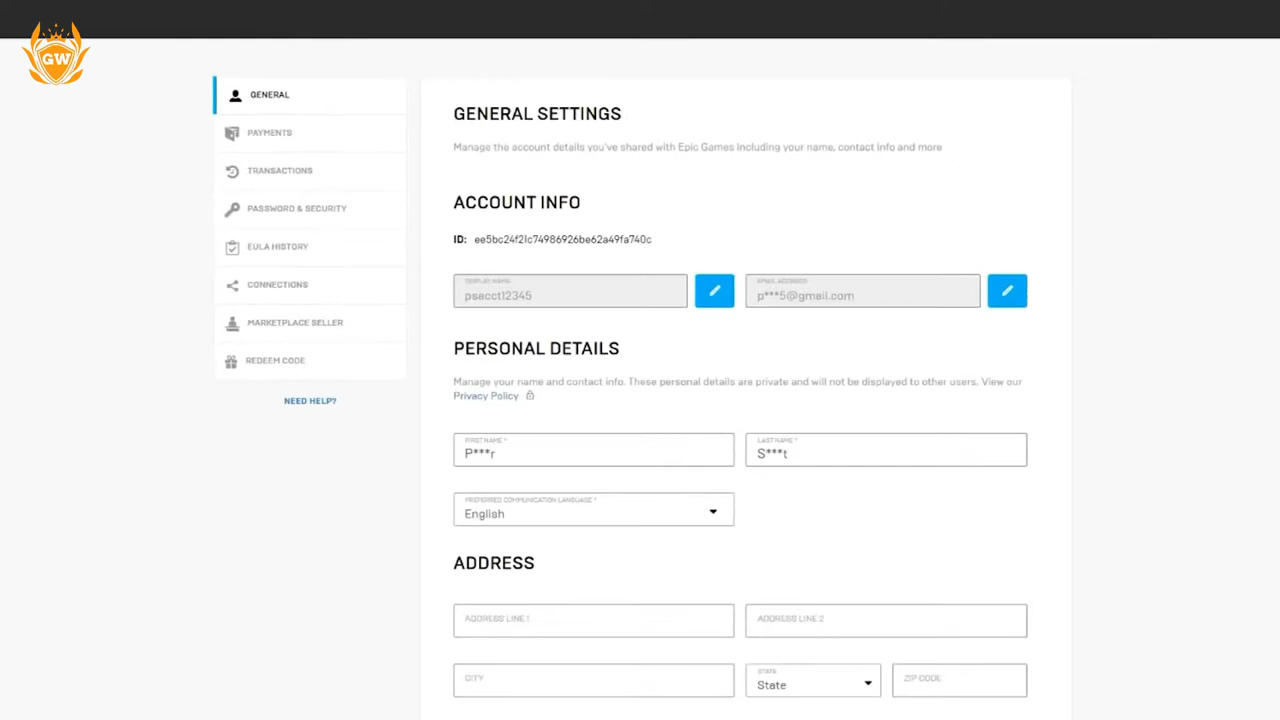 GW
GENERAL
PAYMENTS
TRANSACTIONS
PASSWORD & SECURITY
EULA HISTORY
CONNECTIONS
MARKETPLACE SELLER
REDEEM CODE
NEED HELP?
GENERAL SETTINGS
Manage the account details you've shared with Epic Games including your name, contact info and more
ACCOUNT INFO
ID: ee5bc24f21c74986926be62a49fa740c
DISPLAY NAME
psacct12345
EMAIL ADDRESS
p***5@gmail.com
PERSONAL DETAILS
Manage your name and contact info. These personal details are private and will not be displayed to other users. View our
Privacy Policy
FIRST NAME *
P***r
LAST NAME *
S***t
PREFERRED COMMUNICATION LANGUAGE *
English
ADDRESS
ADDRESS LINE 1
ADDRESS LINE 2
CITY
STATE
State
ZIP CODE